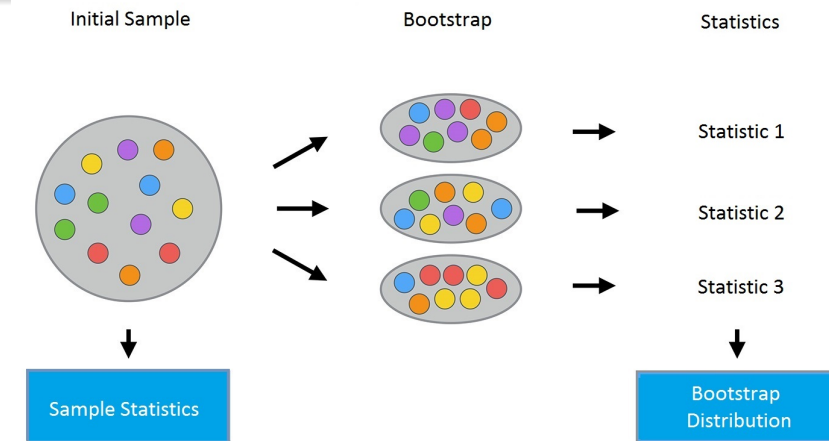 Initial Sample
Bootstrap
Statistics
Statistic 1
Statistic 2
Statistic 3
Sample Statistics
Bootstrap
Distribution